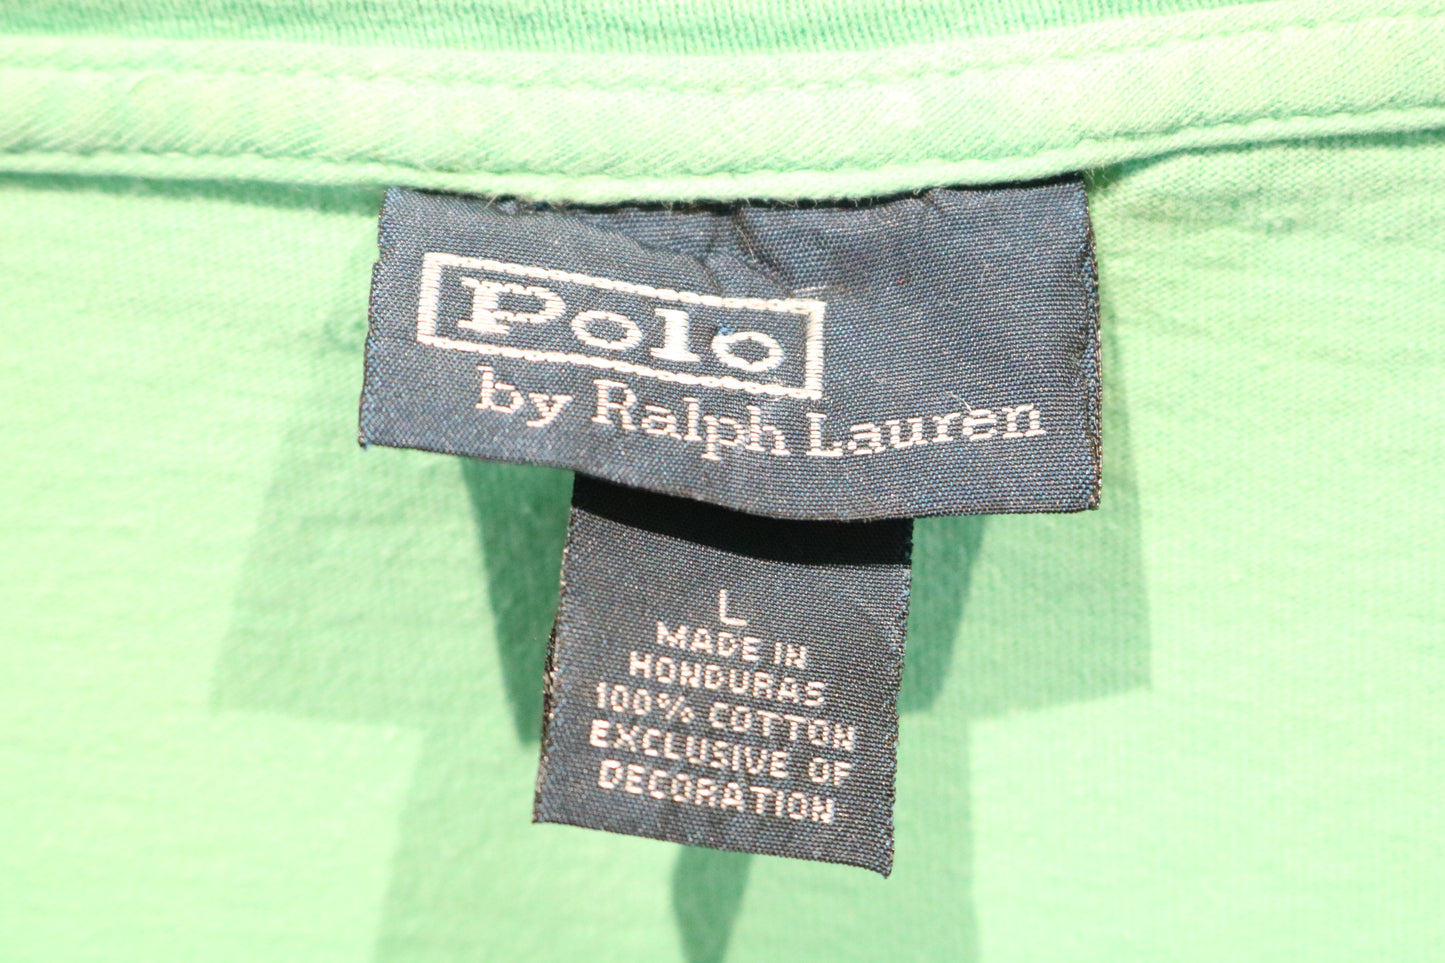 Polo
by Ralph Lauren
L
MADE IN
HONDURAS
100% COTTON
EXCLUSIVE OF
DECORATION